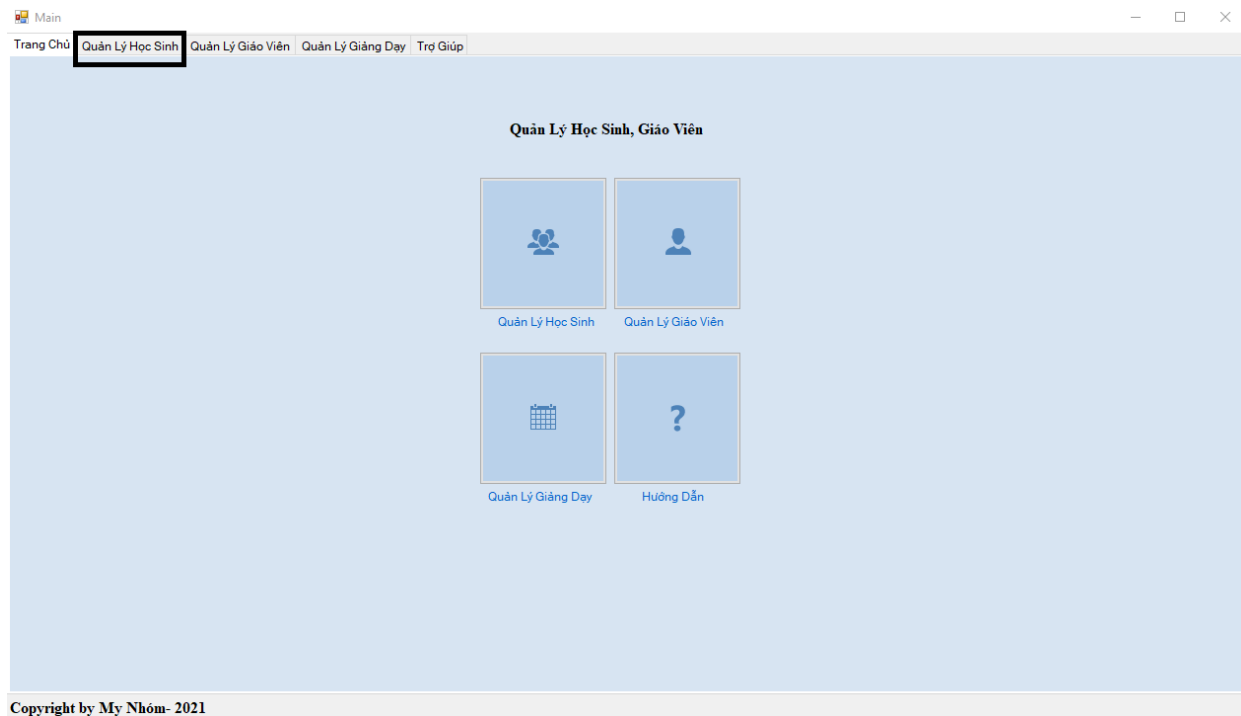 Main
Trang Chủ Quản Lý Học Sinh Quản Lý Giáo Viên Quản Lý Giảng Dạy Trợ Giúp
Quản Lý Học Sinh, Giáo Viên
Quản Lý Học Sinh Quản Lý Giáo Viên
?
Quản Lý Giảng Dạy Hướng Dẫn
Copyright by My Nhóm- 2021